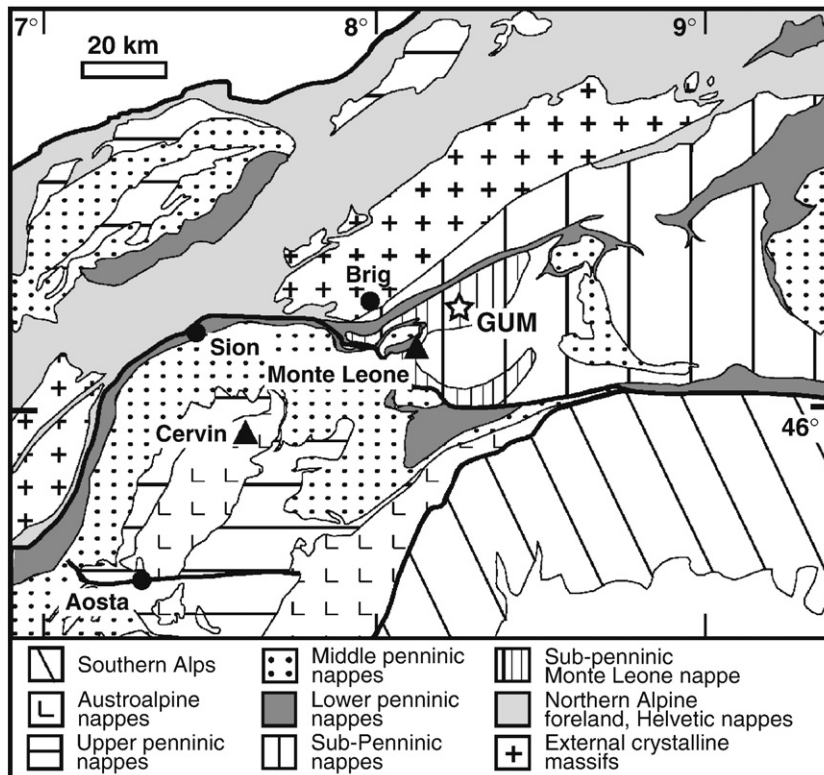 7°
8°
9°
20 km
Brig
GUM
Sion
Monte Leone
Cervin
46°
Aosta
Southern Alps
Austroalpine
nappes
Upper penninic
nappes
Middle penninic
nappes
Lower penninic
nappes
Sub-Penninic
nappes
Sub-penninic
Monte Leone nappe
Northern Alpine
foreland, Helvetic nappes
External crystalline
massifs